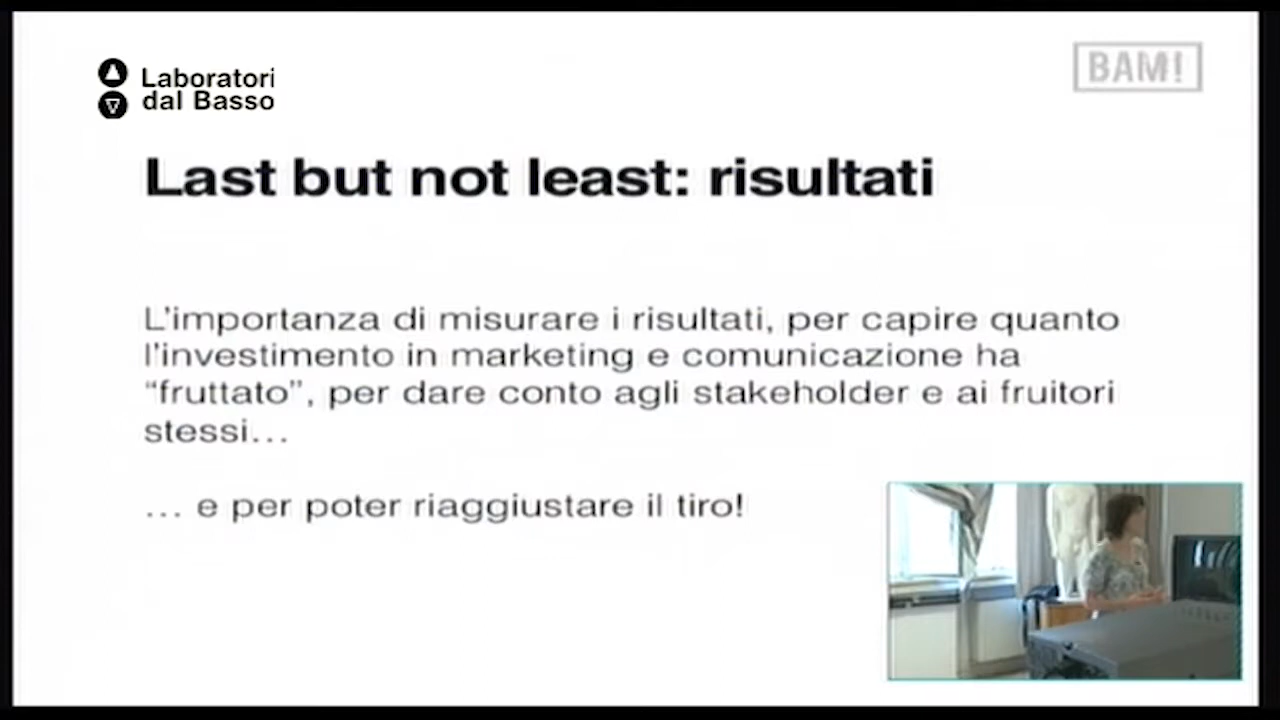 Laboratori
dal Basso
BAM!
Last but not least: risultati
L’importanza di misurare i risultati, per capire quanto
l’investimento in marketing e comunicazione ha
“fruttato”, per dare conto agli stakeholder e ai fruitori
stessi…
… e per poter riaggiustare il tiro!